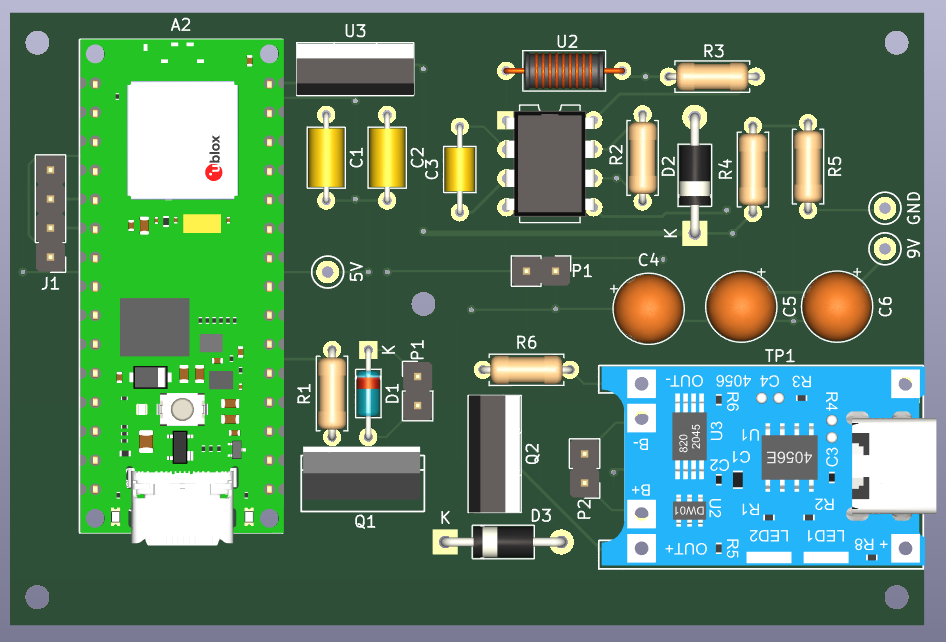 A2
U3
U2
R3
ublox
C1
C2
C3
R2
D2
R4
R5
K
GND
9V
J1
5V
P1
C4
+
+
C5
+
C6
R1
K
D1
P1
R6
TP1
OUT-
4056
C4
R3
R6
R4
B-
820
2045
U3
U1
4056E
C3
C2
C1
Q2
P2
B+
DW01
U2
R1
R2
Q1
K
D3
OUT+
R5
LED2
LED1
R8
+